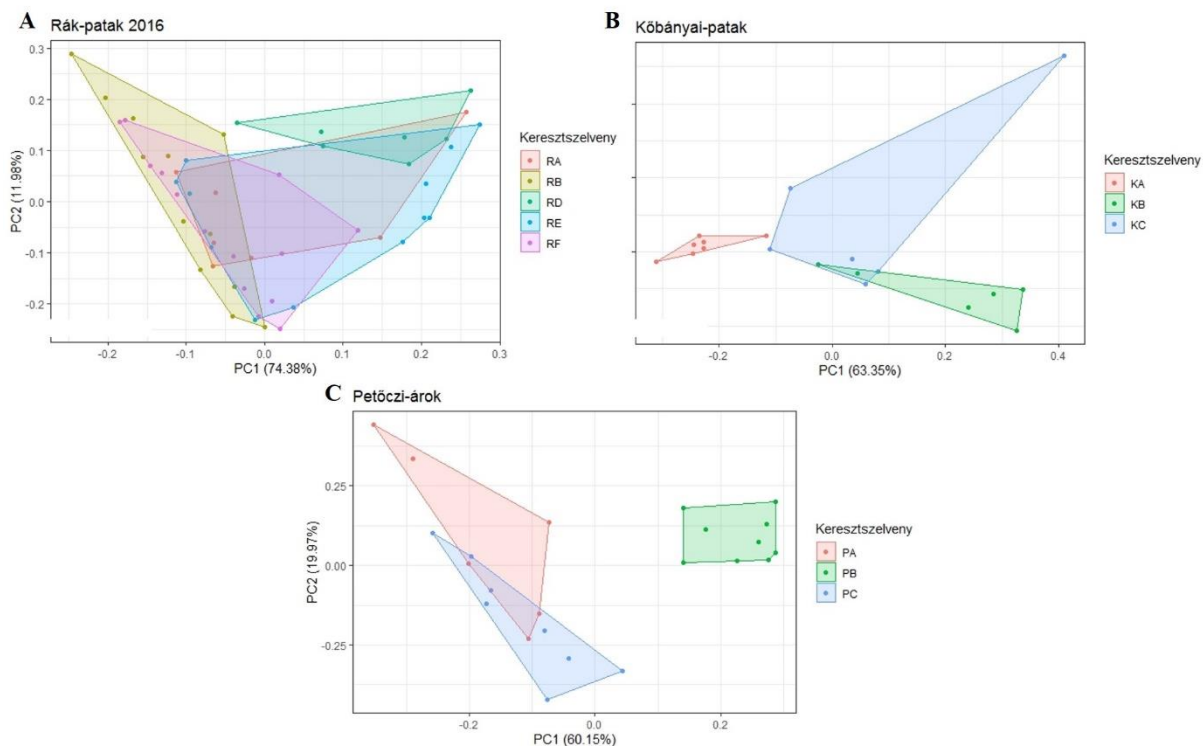 A
Rák-patak 2016
0.3
0.2
0.1
0.0
-0.1
-0.2
PC2 (11.98%)
-0.2
-0.1
0.0
0.1
0.2
0.3
PC1 (74.38%)
Keresztszelveny
RA
RB
RD
RE
RF
B
Kőbányai-patak
-0.2
0.0
0.2
0.4
PC1 (63.35%)
Keresztszelveny
KA
KB
KC
C
Petőczi-árok
0.25
0.00
-0.25
PC2 (19.97%)
-0.2
0.0
0.2
PC1 (60.15%)
Keresztszelveny
PA
PB
PC